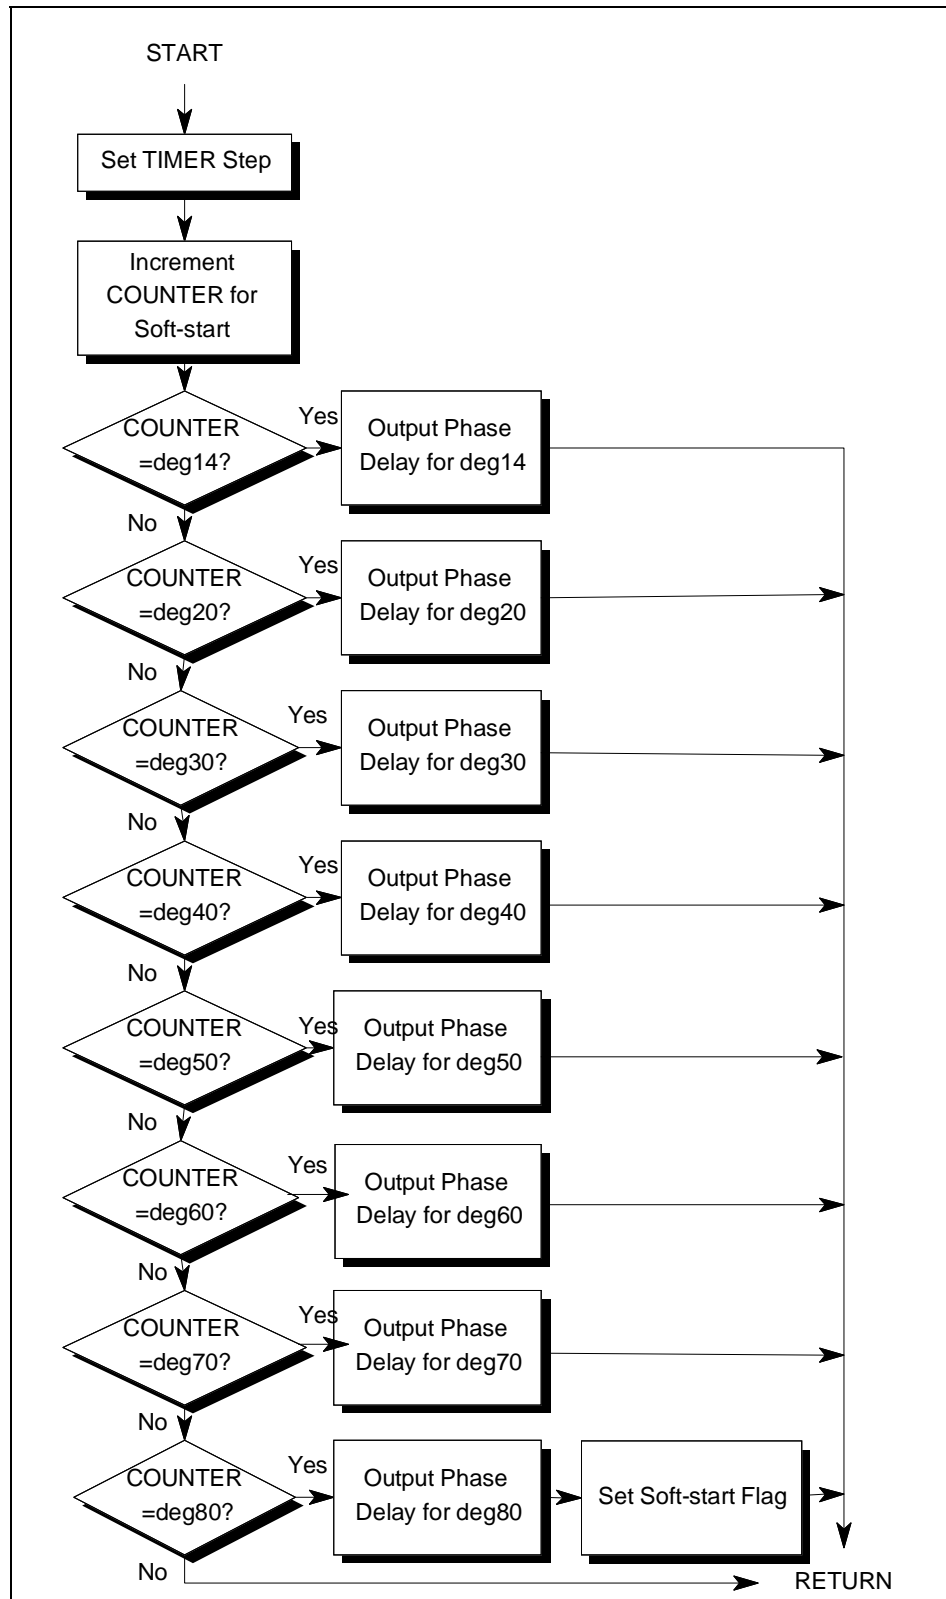 START
Set TIMER Step
Increment
COUNTER for
Soft-start
COUNTER
=deg14?
Yes
Output Phase
Delay for deg14
No
COUNTER
=deg20?
Yes
Output Phase
Delay for deg20
No
COUNTER
=deg30?
Yes
Output Phase
Delay for deg30
No
COUNTER
=deg40?
Yes
Output Phase
Delay for deg40
No
COUNTER
=deg50?
Yes
Output Phase
Delay for deg50
No
COUNTER
=deg60?
Yes
Output Phase
Delay for deg60
No
COUNTER
=deg70?
Yes
Output Phase
Delay for deg70
No
COUNTER
=deg80?
Yes
Output Phase
Delay for deg80
Set Soft-start Flag
No
RETURN